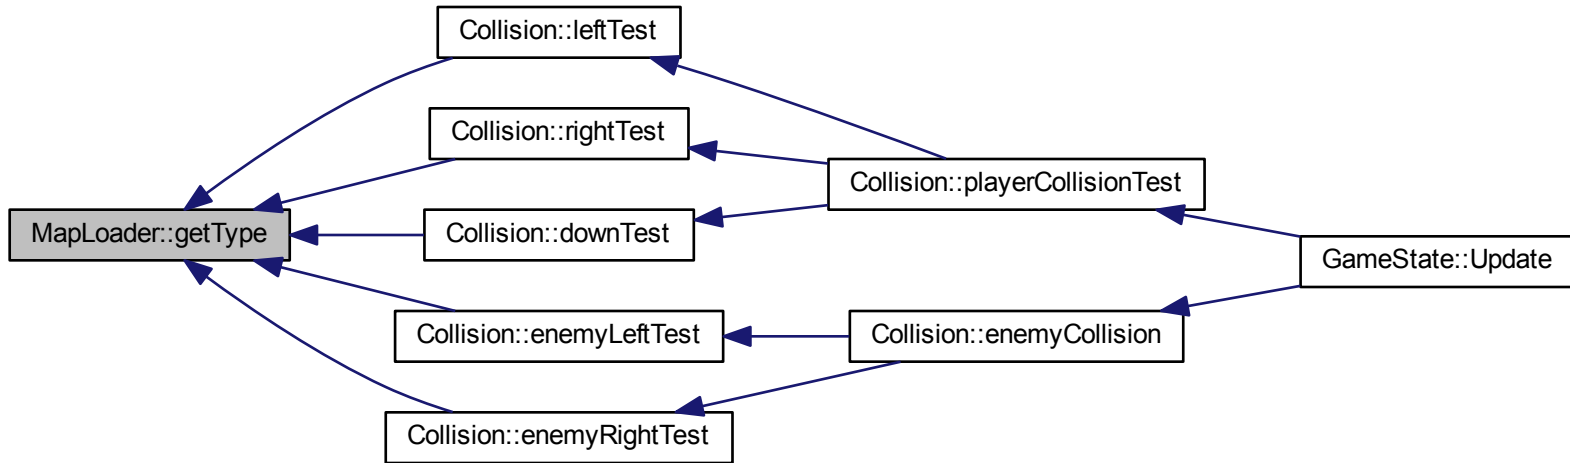 Collision::leftTest
Collision::rightTest
Collision::playerCollisionTest
MapLoader::getType
Collision::downTest
GameState::Update
Collision::enemyLeftTest
Collision::enemyCollision
Collision::enemyRightTest